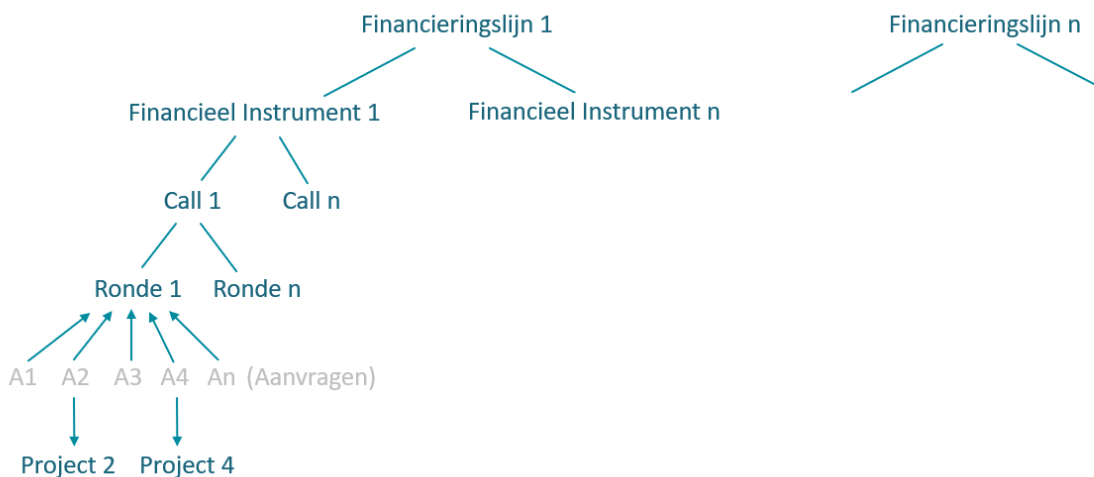 Financieringslijn 1 Financieringslijn n
Financieel Instrument 1 Financieel Instrument n
Call 1 Call n
Ronde 1 Ronde n
A1 A2 A3 A4 An (Aanvragen)
Project 2 Project 4